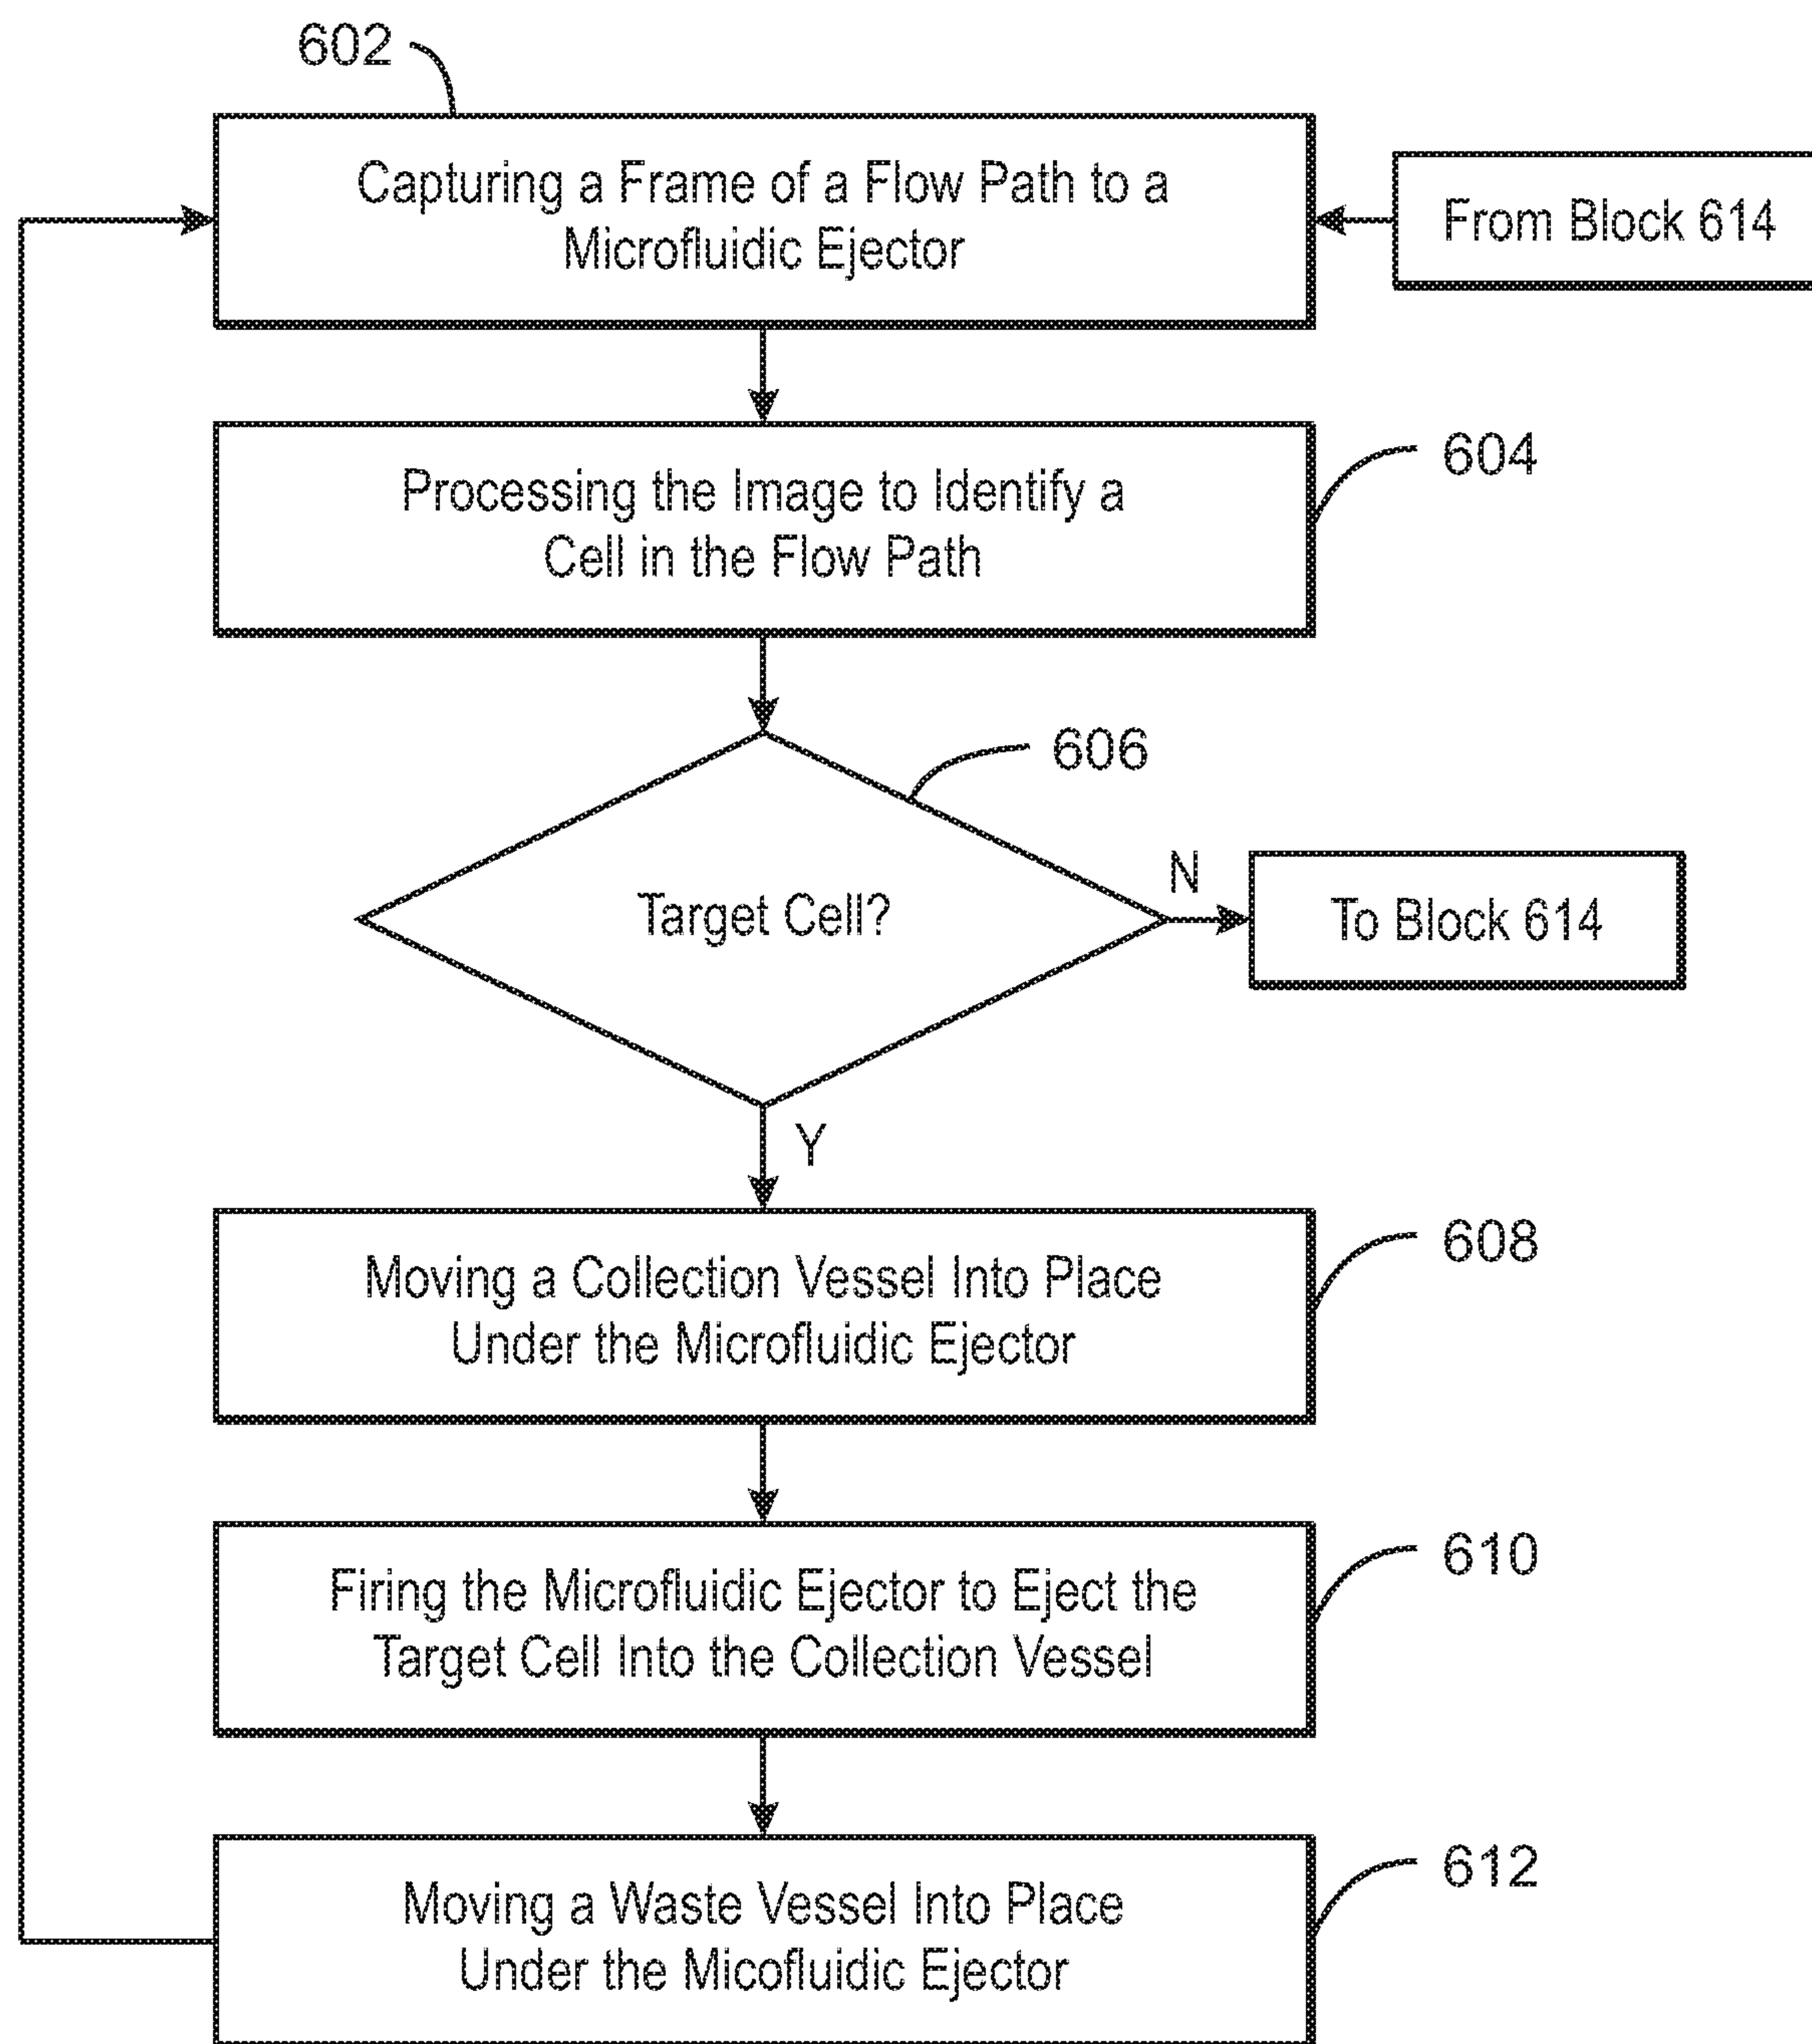 602
Capturing a Frame of a Flow Path to a
Microfluidic Ejector
From Block 614
Processing the Image to Identify a
Cell in the Flow Path
604
606
Target Cell?
N
To Block 614
Y
Moving a Collection Vessel Into Place
Under the Microfluidic Ejector
608
Firing the Microfluidic Ejector to Eject the
Target Cell Into the Collection Vessel
610
Moving a Waste Vessel Into Place
Under the Micofluidic Ejector
612